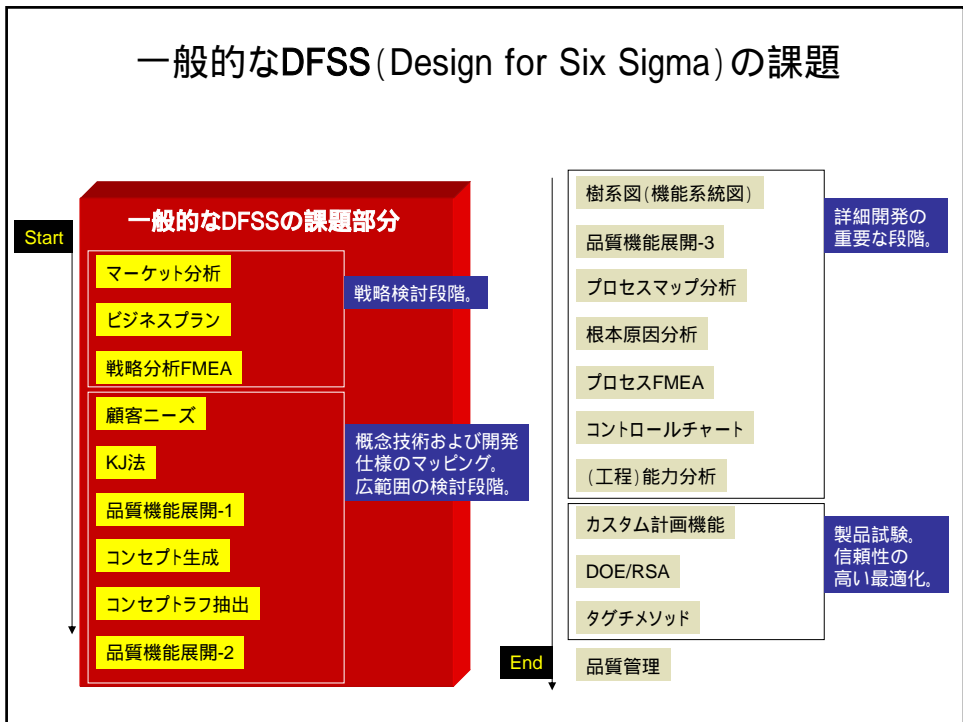 一般的なDFSS(Design for Six Sigma)の課題
一般的なDFSSの課題部分
Start
マーケット分析
ビジネスプラン
戦略分析FMEA
戦略検討段階。
顧客ニーズ
KJ法
品質機能展開-1
コンセプト生成
コンセプトラフ抽出
品質機能展開-2
概念技術および開発
仕様のマッピング。
広範囲の検討段階。
樹系図(機能系統図)
品質機能展開-3
プロセスマップ分析
根本原因分析
プロセスFMEA
コントロールチャート
(工程)能力分析
詳細開発の
重要な段階。
カスタム計画機能
DOE/RSA
タグチメソッド
製品試験。
信頼性の
高い最適化。
End
品質管理